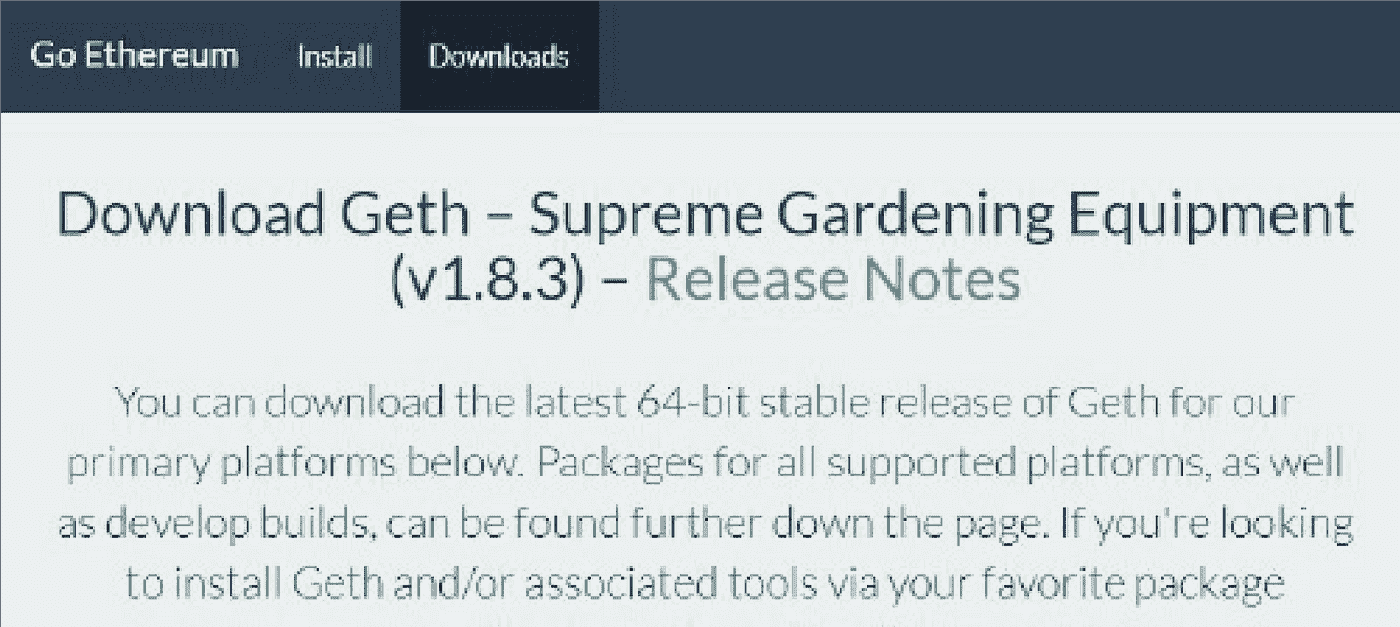 Go Ethereum Install Downloads
Download Geth – Supreme Gardening Equipment
(v1.8.3) – Release Notes
You can download the latest 64-bit stable release of Geth for our
primary platforms below. Packages for all supported platforms, as well
as develop builds, can be found further down the page. If you're looking
to install Geth and/or associated tools via your favorite package